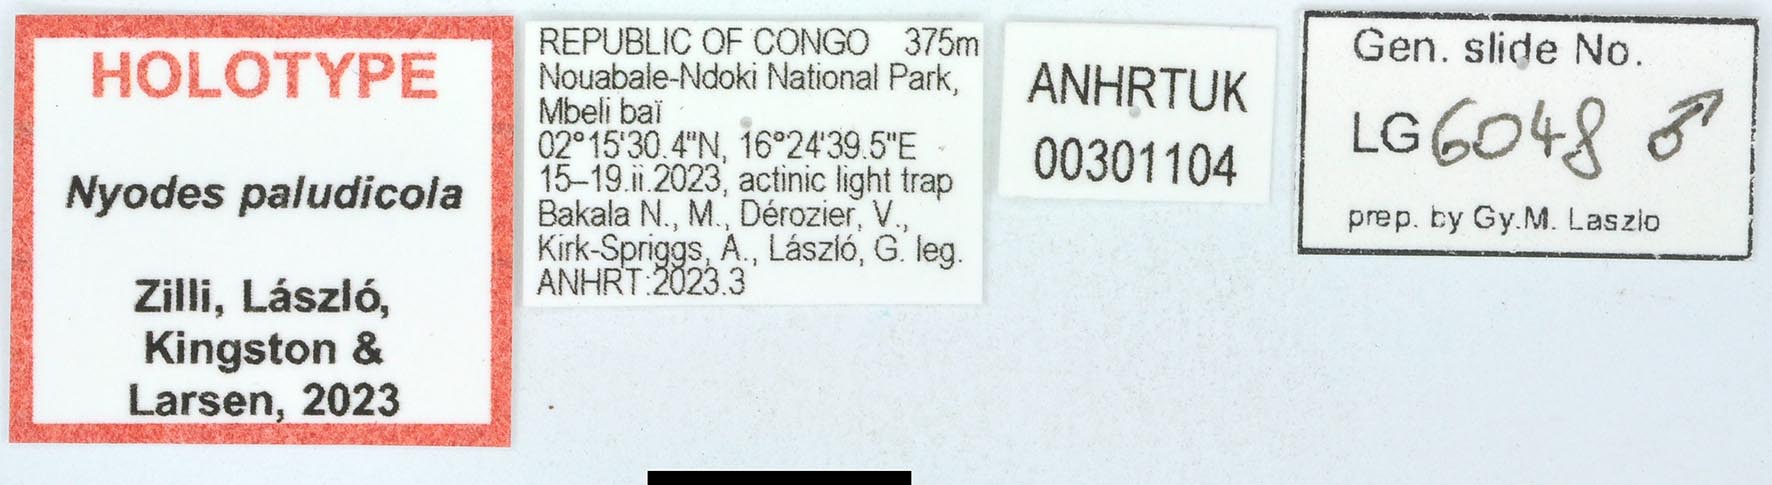 HOLOTYPE
Nyodes paludicola
Zilli, László,
Kingston &
Larsen, 2023
REPUBLIC OF CONGO 375m
Nouabale-Ndoki National Park,
Mbeli baï
02°15'30.4"N, 16°24'39.5"E
15–19.ii.2023, actinic light trap
Bakala N., M., Dérozier, V.,
Kirk-Spriggs, A., László, G. leg.
ANHRT:2023.3
ANHRTUK
00301104
Gen. slide No.
LG 6048 ♂
prep. by Gy.M. Laszlo